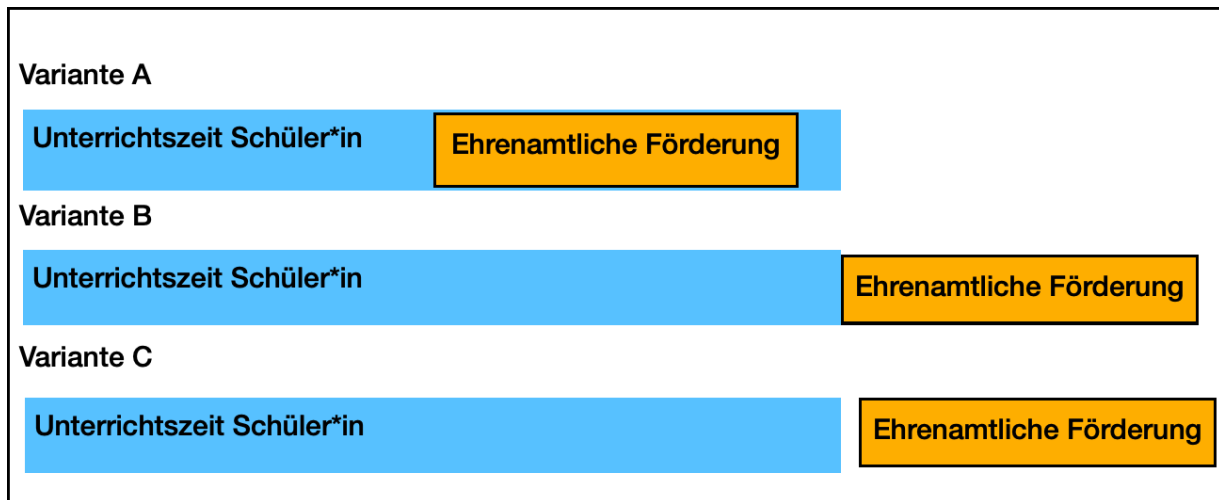 Variante A
Unterrichtszeit Schüler*in
Ehrenamtliche Förderung
Variante B
Unterrichtszeit Schüler*in
Ehrenamtliche Förderung
Variante C
Unterrichtszeit Schüler*in
Ehrenamtliche Förderung